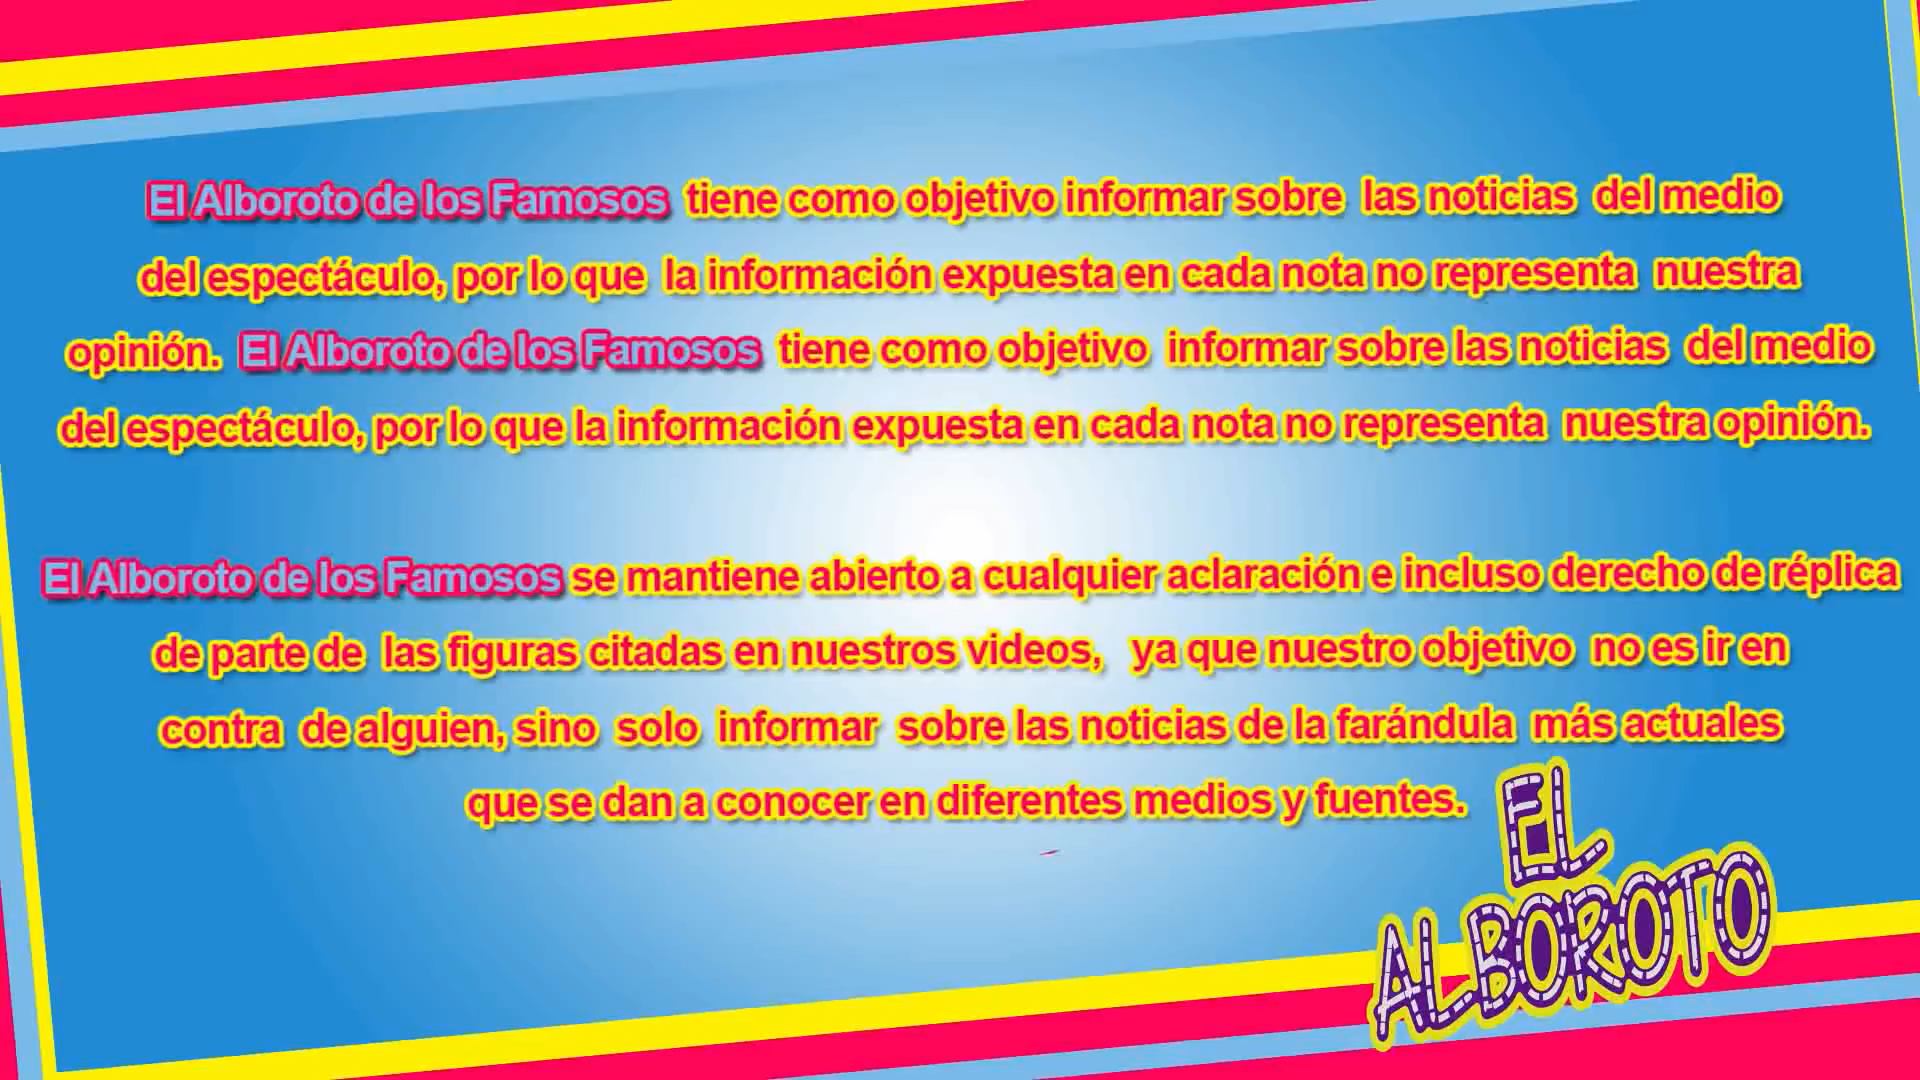 El Alboroto de los Famosos tiene como objetivo informar sobre las noticias del medio
del espectáculo, por lo que la información expuesta en cada nota no representa nuestra
opinión. El Alboroto de los Famosos tiene como objetivo informar sobre las noticias del medio
del espectáculo, por lo que la información expuesta en cada nota no representa nuestra opinión.
El Alboroto de los Famosos se mantiene abierto a cualquier aclaración e incluso derecho de réplica
de parte de las figuras citadas en nuestros videos, ya que nuestro objetivo no es ir en
contra de alguien, sino solo informar sobre las noticias de la farándula más actuales
que se dan a conocer en diferentes medios y fuentes.
EL
ALBOROTO